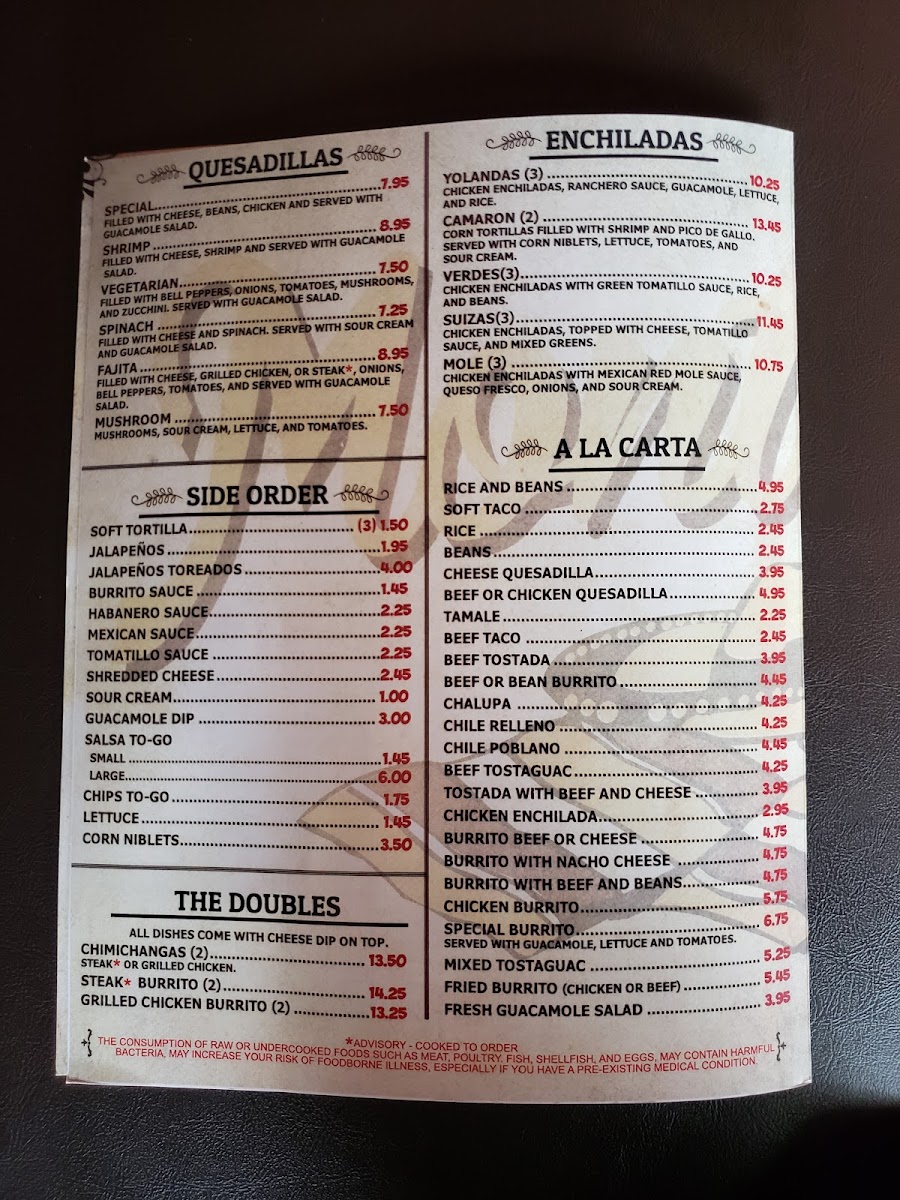 QUESADILLAS
SPECIAL...7.95
FILLED WITH CHEESE, BEANS, CHICKEN AND SERVED WITH
GUACAMOLE SALAD.
SHRIMP...8.95
FILLED WITH CHEESE, SHRIMP AND SERVED WITH GUACAMOLE
SALAD.
VEGETARIAN...7.50
FILLED WITH BELL PEPPERS, ONIONS, TOMATOES, MUSHROOMS,
AND ZUCCHINI. SERVED WITH GUACAMOLE SALAD.
SPINACH...7.25
FILLED WITH CHEESE AND SPINACH. SERVED WITH SOUR CREAM
AND GUACAMOLE SALAD.
FAJITA...8.95
FILLED WITH CHEESE, GRILLED CHICKEN, OR STEAK*, ONIONS,
BELL PEPPERS, TOMATOES, AND SERVED WITH GUACAMOLE
SALAD.
MUSHROOM...7.50
MUSHROOMS, SOUR CREAM, LETTUCE, AND TOMATOES.
SIDE ORDER
SOFT TORTILLA...(3) 1.50
JALAPEÑOS...1.95
JALAPEÑOS TOREADOS...4.00
BURRITO SAUCE...1.45
HABANERO SAUCE...2.25
MEXICAN SAUCE...2.25
TOMATILLO SAUCE...2.25
SHREDDED CHEESE...2.45
SOUR CREAM...1.00
GUACAMOLE DIP...3.00
SALSA TO-GO
SMALL...1.45
LARGE...6.00
CHIPS TO-GO...1.75
LETTUCE...1.45
CORN NIBLETS...3.50
THE DOUBLES
ALL DISHES COME WITH CHEESE DIP ON TOP.
CHIMICHANGAS (2)...13.50
STEAK* OR GRILLED CHICKEN.
STEAK* BURRITO (2)...14.25
GRILLED CHICKEN BURRITO (2)...13.25
ENCHILADAS
YOLANDAS (3)...10.25
CHICKEN ENCHILADAS, RANCHERO SAUCE, GUACAMOLE, LETTUCE,
AND RICE.
CAMARON (2)...13.45
CORN TORTILLAS FILLED WITH SHRIMP AND PICO DE GALLO.
SERVED WITH CORN NIBLETS, LETTUCE, TOMATOES, AND
SOUR CREAM.
VERDES(3)...10.25
CHICKEN ENCHILADAS WITH GREEN TOMATILLO SAUCE, RICE,
AND BEANS.
SUIZAS(3)...11.45
CHICKEN ENCHILADAS, TOPPED WITH CHEESE, TOMATILLO
SAUCE, AND MIXED GREENS.
MOLE (3)...10.75
CHICKEN ENCHILADAS WITH MEXICAN RED MOLE SAUCE,
QUESO FRESCO, ONIONS, AND SOUR CREAM.
A LA CARTA
RICE AND BEANS...4.95
SOFT TACO...2.75
RICE...2.45
BEANS...2.45
CHEESE QUESADILLA...3.95
BEEF OR CHICKEN QUESADILLA...4.95
TAMALE...2.25
BEEF TACO...2.45
BEEF TOSTADA...3.95
BEEF OR BEAN BURRITO...4.45
CHALUPA...4.25
CHILE RELLENO...4.25
CHILE POBLANO...4.45
BEEF TOSTAGUAC...4.25
TOSTADA WITH BEEF AND CHEESE...3.95
CHICKEN ENCHILADA...2.95
BURRITO BEEF OR CHEESE...4.75
BURRITO WITH NACHO CHEESE...4.75
BURRITO WITH BEEF AND BEANS...4.75
CHICKEN BURRITO...5.75
SPECIAL BURRITO...6.75
SERVED WITH GUACAMOLE, LETTUCE AND TOMATOES.
MIXED TOSTAGUAC...5.25
FRIED BURRITO (CHICKEN OR BEEF)...5.45
FRESH GUACAMOLE SALAD...3.95
*ADVISORY - COOKED TO ORDER
THE CONSUMPTION OF RAW OR UNDERCOOKED FOODS SUCH AS MEAT, POULTRY. FISH, SHELLFISH, AND EGGS, MAY CONTAIN HARMFUL
BACTERIA, MAY INCREASE YOUR RISK OF FOODBORNE ILLNESS, ESPECIALLY IF YOU HAVE A PRE-EXISTING MEDICAL CONDITION.